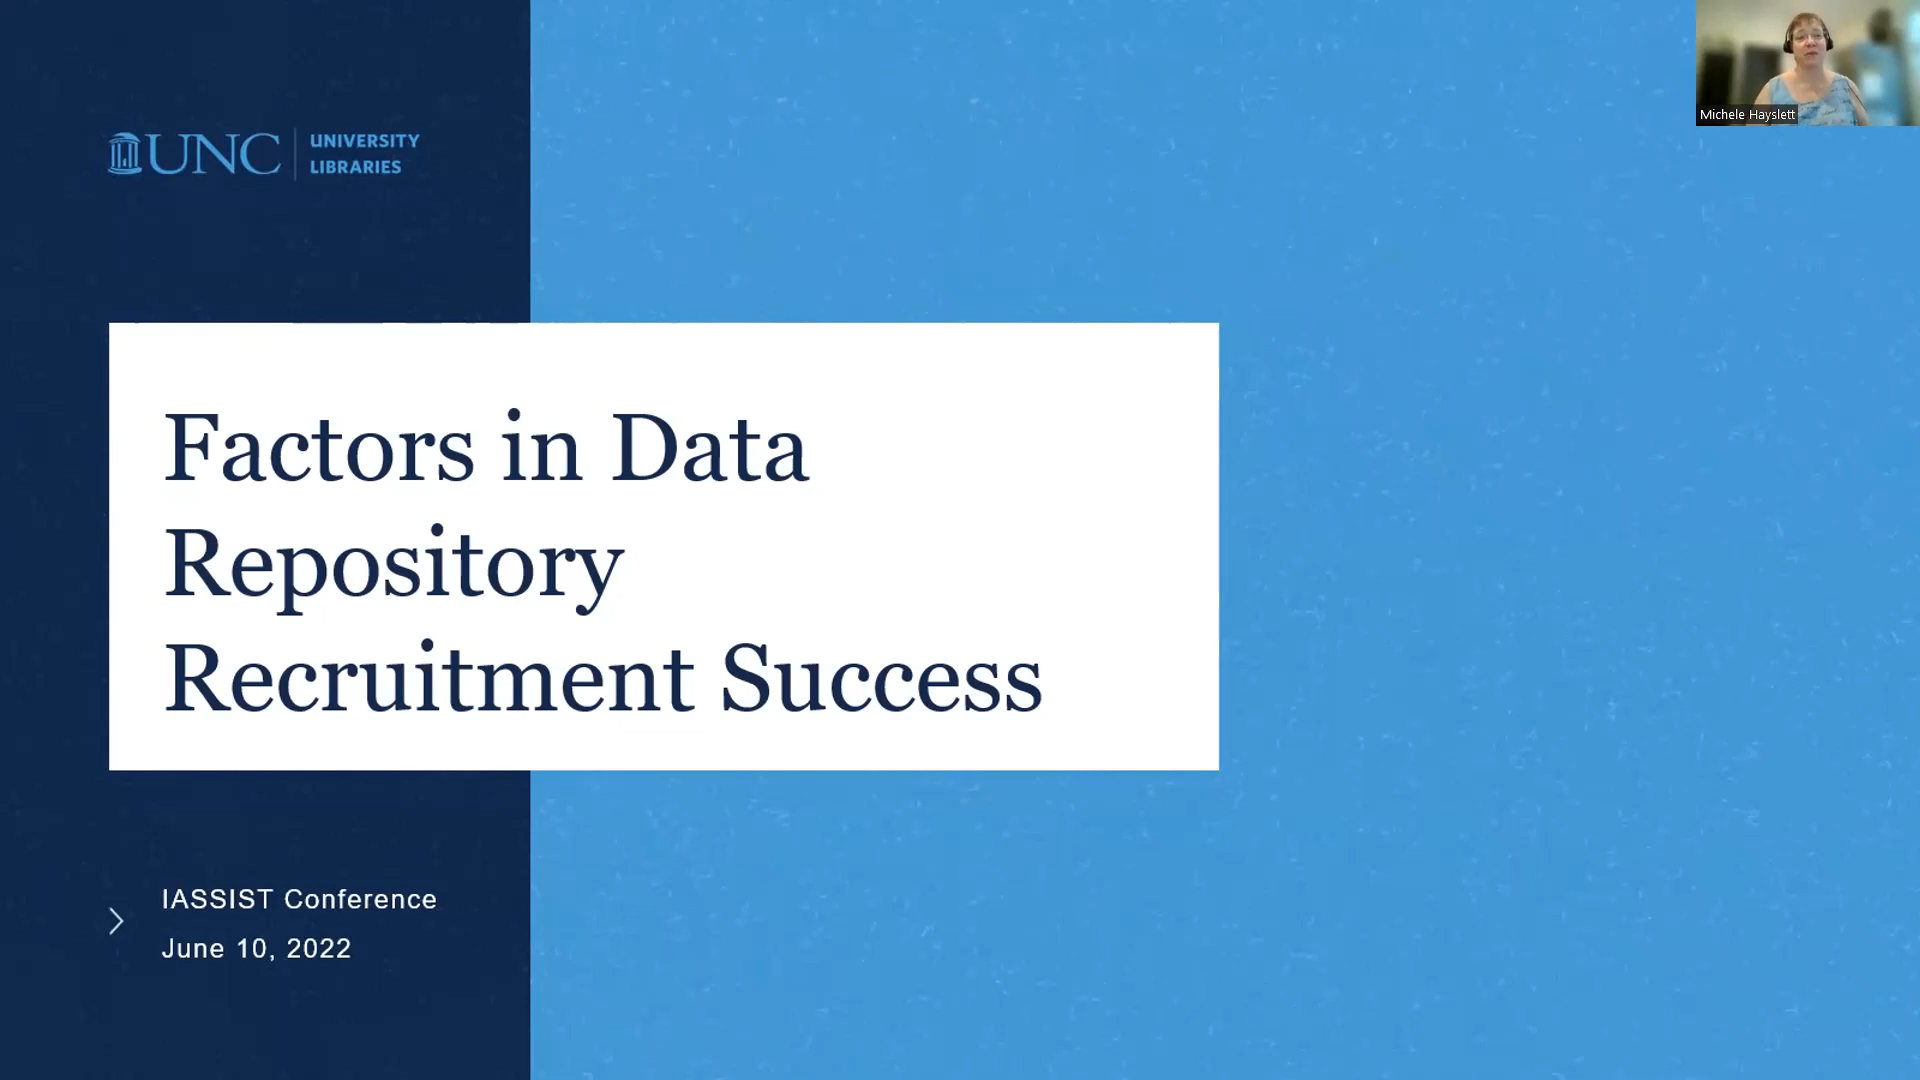 UNC
UNIVERSITY
LIBRARIES
Michele Hayslett
Factors in Data
Repository
Recruitment Success
IASSIST Conference
June 10, 2022